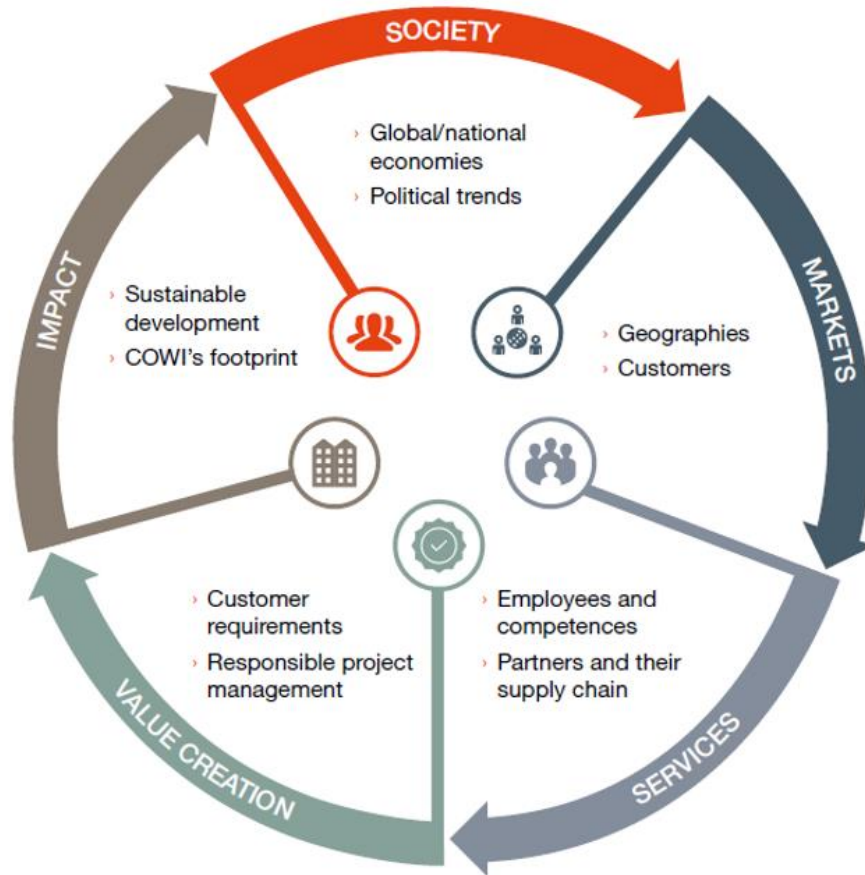 SOCIETY
› Global/national
economies
› Political trends
MARKETS
› Geographies
› Customers
SERVICES
› Employees and
competences
› Partners and their
supply chain
VALUE CREATION
› Customer
requirements
› Responsible project
management
IMPACT
› Sustainable
development
› COWI's footprint